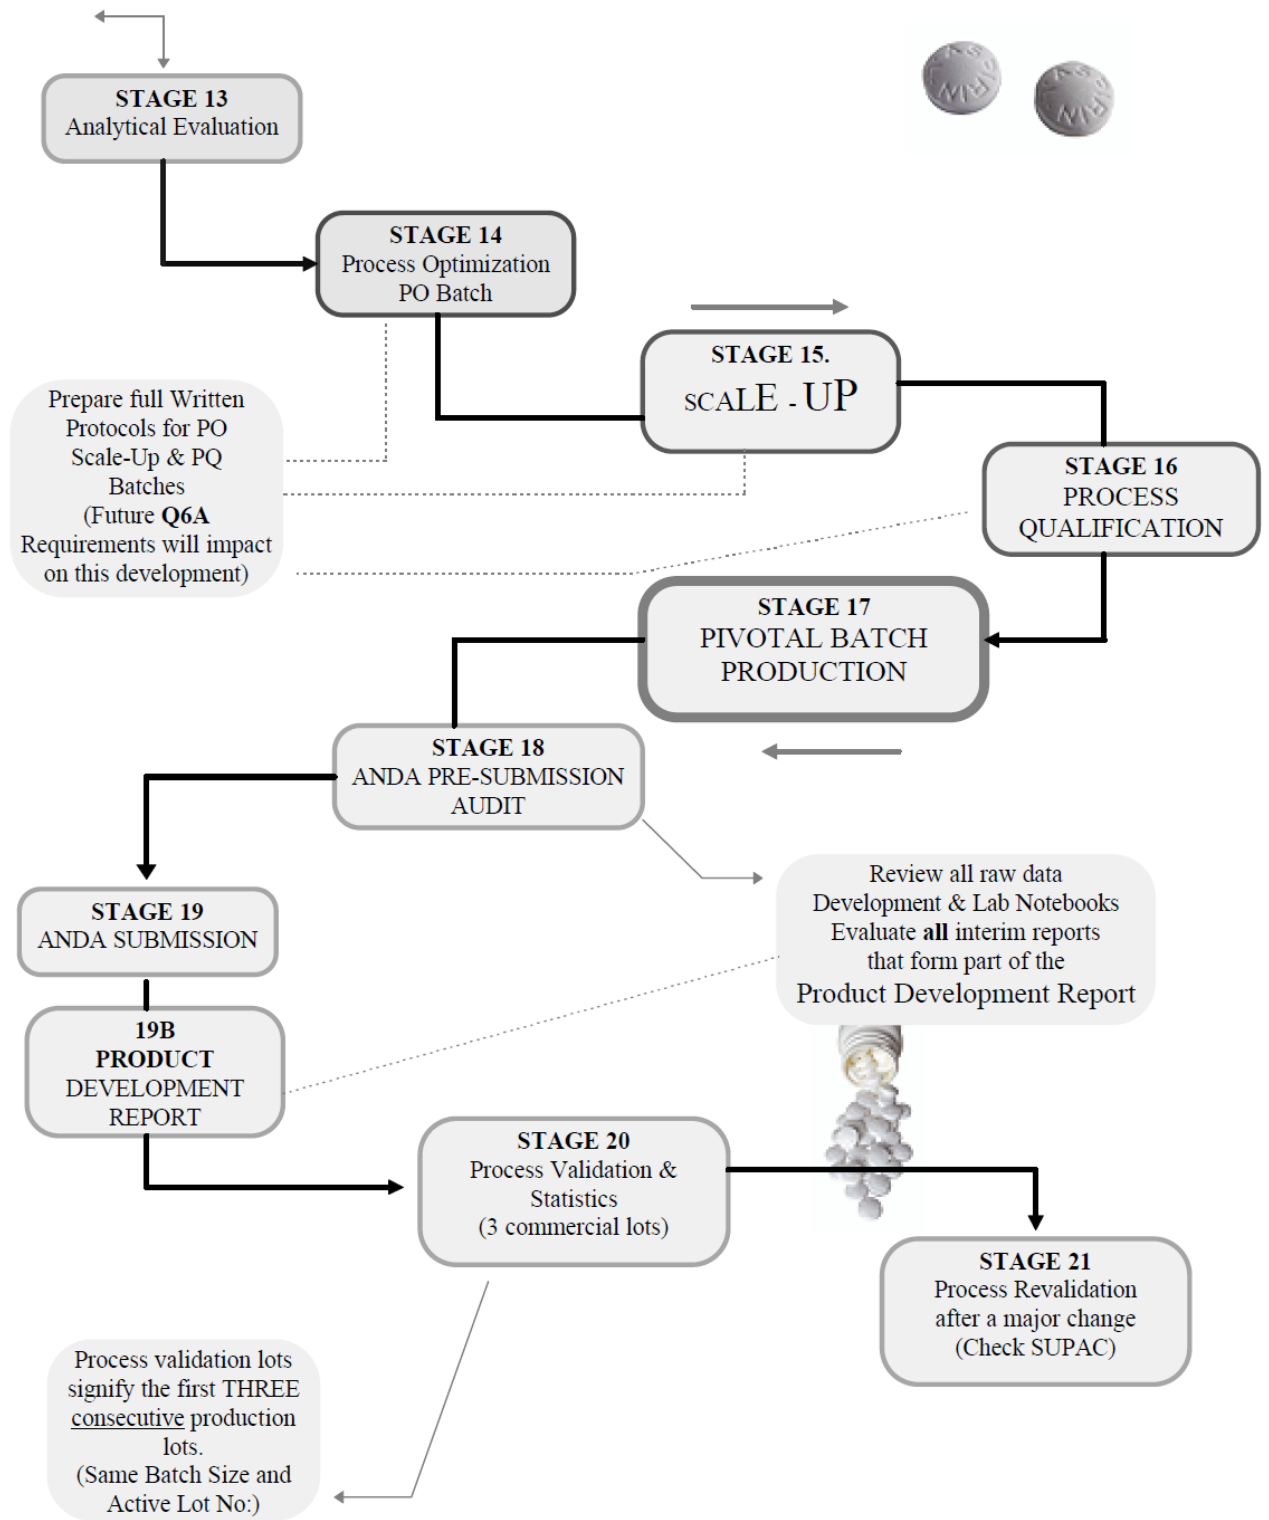 STAGE 13
Analytical Evaluation
STAGE 14
Process Optimization
PO Batch
STAGE 15.
SCALE - UP
Prepare full Written
Protocols for PO
Scale-Up & PQ
Batches
(Future Q6A
Requirements will impact
on this development)
STAGE 16
PROCESS
QUALIFICATION
STAGE 17
PIVOTAL BATCH
PRODUCTION
STAGE 18
ANDA PRE-SUBMISSION
AUDIT
Review all raw data
Development & Lab Notebooks
Evaluate all interim reports
that form part of the
Product Development Report
STAGE 19
ANDA SUBMISSION
19B
PRODUCT
DEVELOPMENT
REPORT
STAGE 20
Process Validation &
Statistics
(3 commercial lots)
STAGE 21
Process Revalidation
after a major change
(Check SUPAC)
Process validation lots
signify the first THREE
consecutive production
lots.
(Same Batch Size and
Active Lot No:)